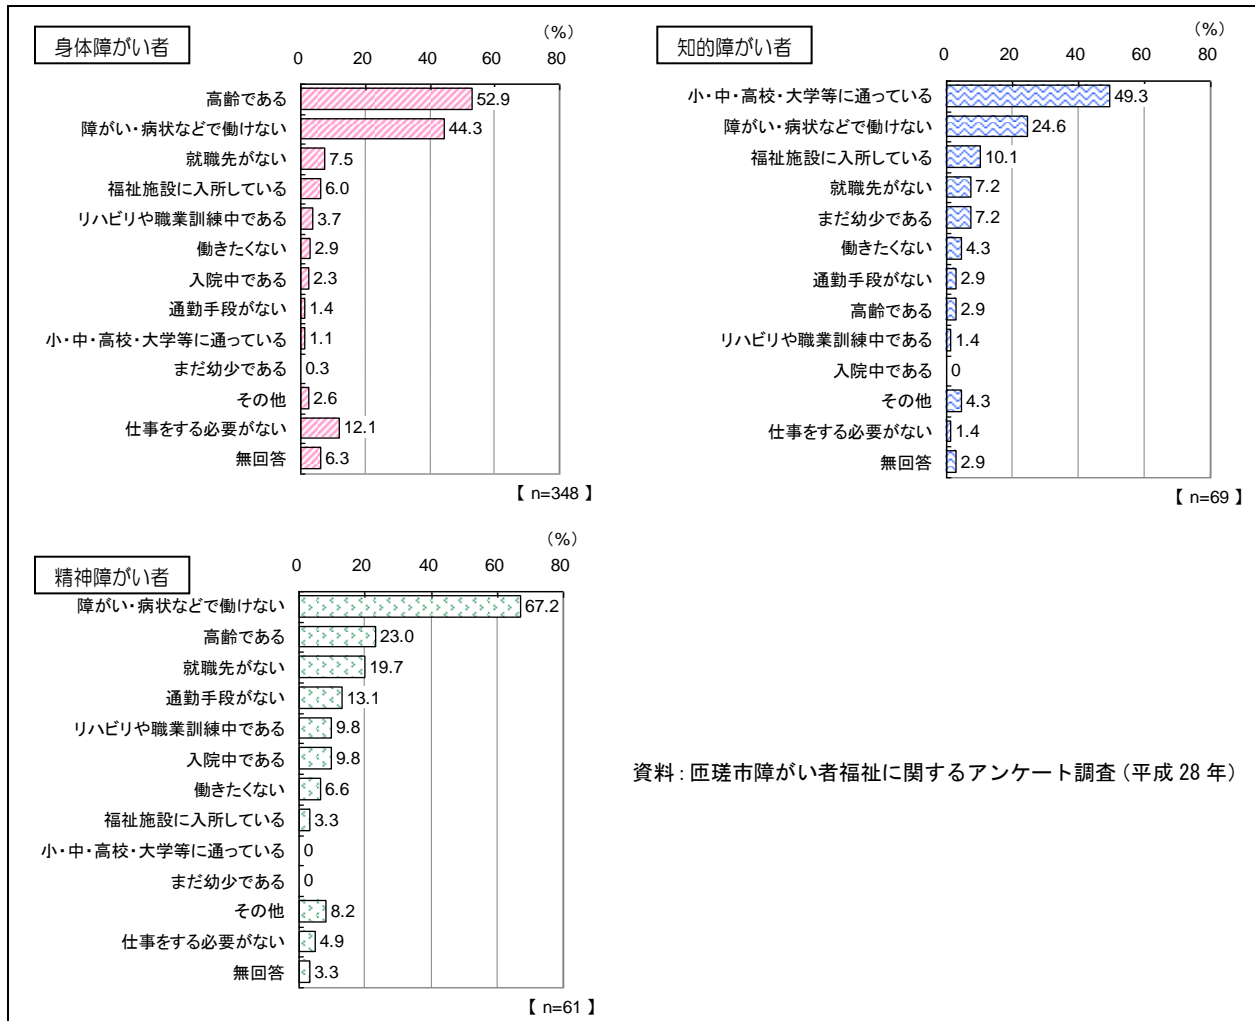 身体障がい者
(%)
0 20 40 60 80
高齢である 52.9
障がい・病状などで働けない 44.3
就職先がない 7.5
福祉施設に入所している 6.0
リハビリや職業訓練中である 3.7
働きたくない 2.9
入院中である 2.3
通勤手段がない 1.4
小・中・高校・大学等に通っている 1.1
まだ幼少である 0.3
その他 2.6
仕事をする必要がない 12.1
無回答 6.3
【 n=348 】
知的障がい者
(%)
0 20 40 60 80
小・中・高校・大学等に通っている 49.3
障がい・病状などで働けない 24.6
福祉施設に入所している 10.1
就職先がない 7.2
まだ幼少である 7.2
働きたくない 4.3
通勤手段がない 2.9
高齢である 2.9
リハビリや職業訓練中である 1.4
入院中である 0
その他 4.3
仕事をする必要がない 1.4
無回答 2.9
【 n=69 】
精神障がい者
(%)
0 20 40 60 80
障がい・病状などで働けない 67.2
高齢である 23.0
就職先がない 19.7
通勤手段がない 13.1
リハビリや職業訓練中である 9.8
入院中である 9.8
働きたくない 6.6
福祉施設に入所している 3.3
小・中・高校・大学等に通っている 0
まだ幼少である 0
その他 8.2
仕事をする必要がない 4.9
無回答 3.3
【 n=61 】
資料：匝瑳市障がい者福祉に関するアンケート調査（平成 28 年）